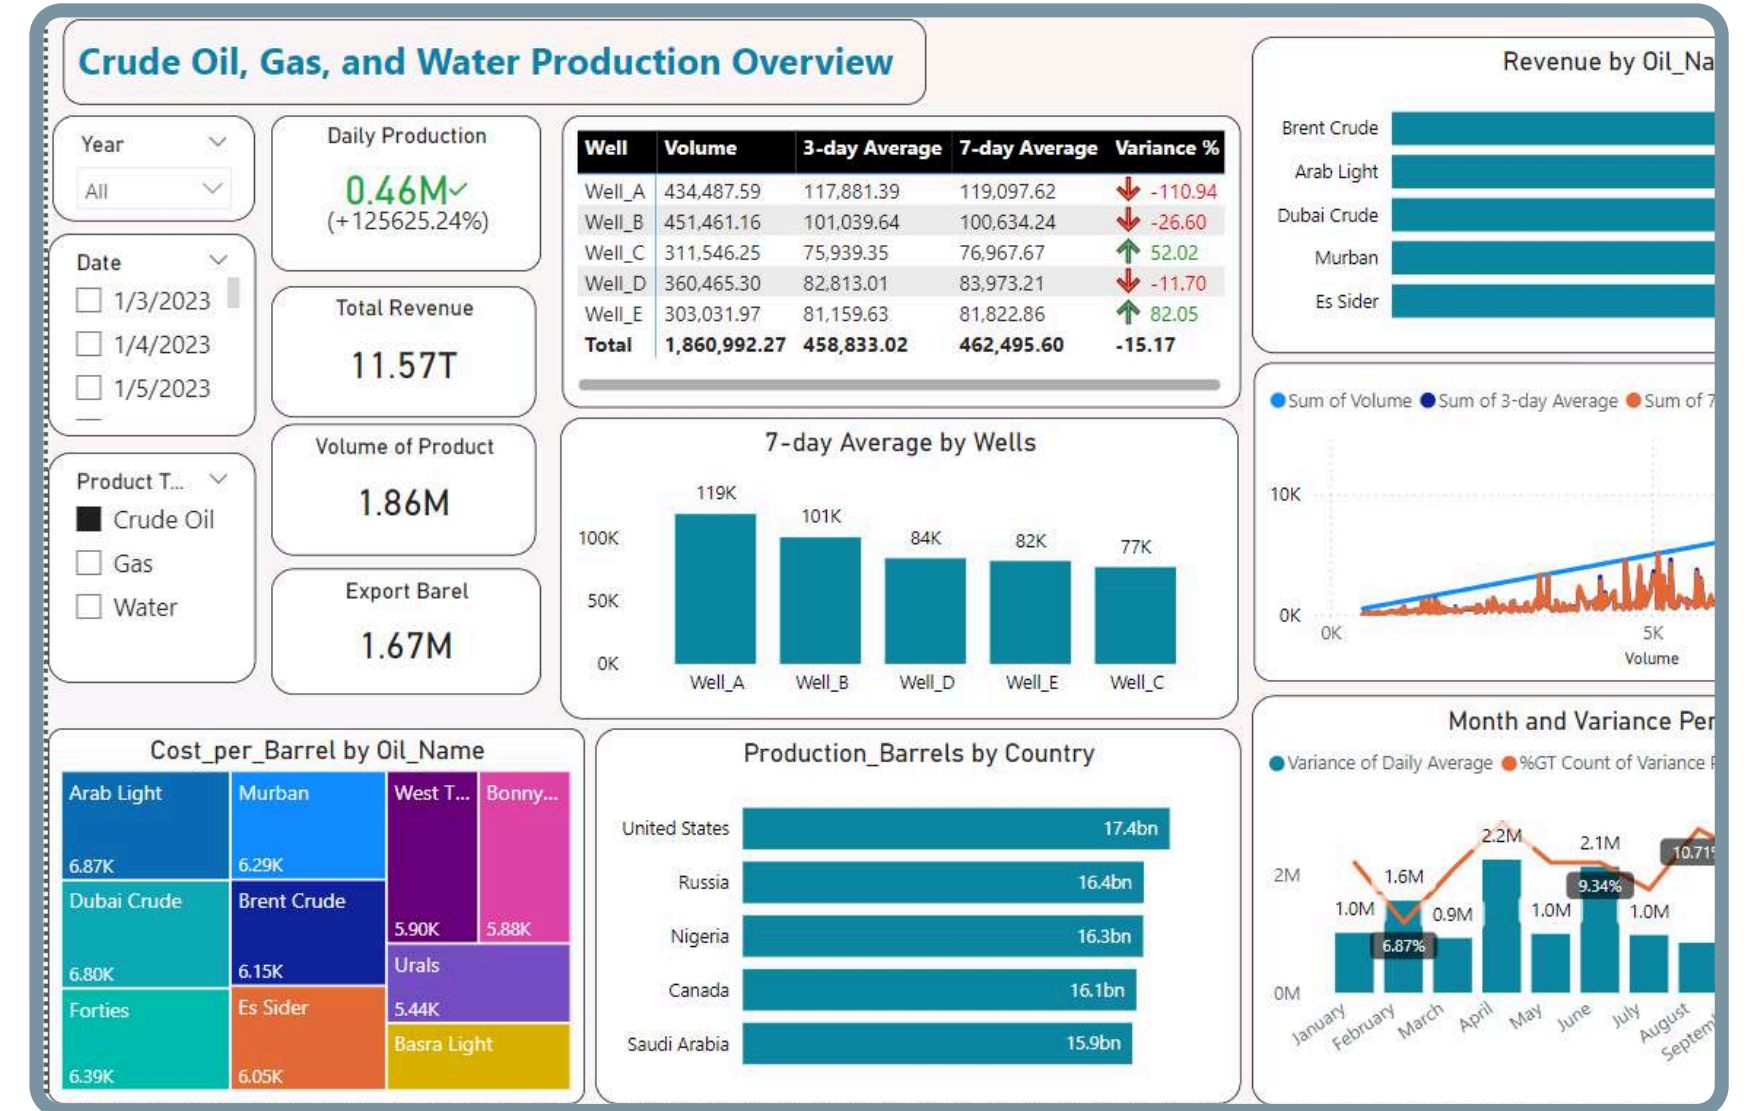 Crude Oil, Gas, and Water Production Overview
Year
All
Date
1/3/2023
1/4/2023
1/5/2023
Product T...
Crude Oil
Gas
Water
Daily Production
0.46M
(+125625.24%)
Total Revenue
11.57T
Volume of Product
1.86M
Export Barel
1.67M
Well Volume 3-day Average 7-day Average Variance %
Well_A 434,487.59 117,881.39 119,097.62 -110.94
Well_B 451,461.16 101,039.64 100,634.24 -26.60
Well_C 311,546.25 75,939.35 76,967.67 52.02
Well_D 360,465.30 82,813.01 83,973.21 -11.70
Well_E 303,031.97 81,159.63 81,822.86 82.05
Total 1,860,992.27 458,833.02 462,495.60 -15.17
7-day Average by Wells
119K
101K
84K
82K
77K
100K
50K
0K
Well_A Well_B Well_D Well_E Well_C
Revenue by Oil_Na
Brent Crude
Arab Light
Dubai Crude
Murban
Es Sider
Sum of Volume Sum of 3-day Average Sum of 7
10K
0K
0K 5K
Volume
Cost_per_Barrel by Oil_Name
Arab Light
6.87K
Dubai Crude
6.80K
Forties
6.39K
Murban
6.29K
Brent Crude
6.15K
Es Sider
6.05K
West T...
5.90K
Bonny...
5.88K
Urals
5.44K
Basra Light
Production_Barrels by Country
United States 17.4bn
Russia 16.4bn
Nigeria 16.3bn
Canada 16.1bn
Saudi Arabia 15.9bn
Month and Variance Per
Variance of Daily Average %GT Count of Variance P
2M
0M
1.0M
1.6M
0.9M
2.2M
1.0M
2.1M
1.0M
6.87%
9.34%
10.71%
January February March April May June July August Septem